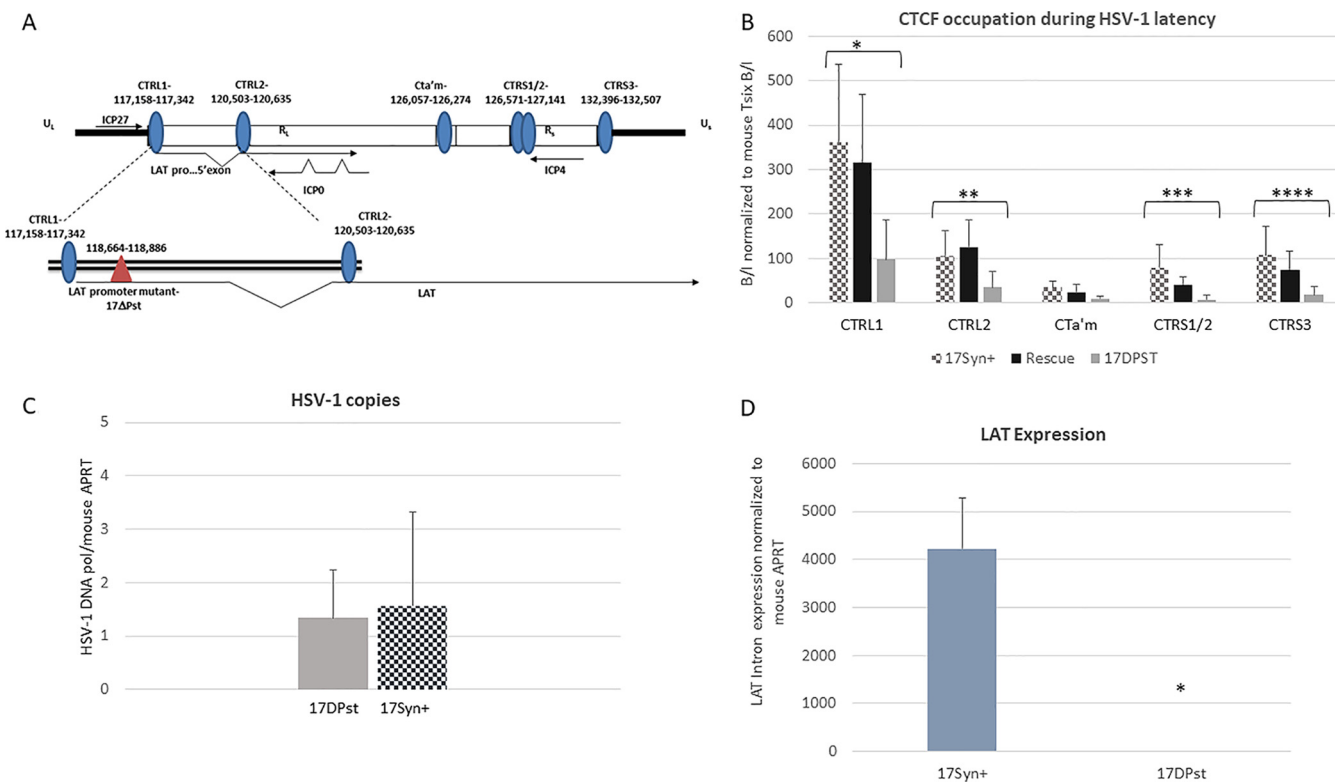 A
CTRL1-
117,158-117,342
CTRL2-
120,503-120,635
Cta'm-
126,057-126,274
CTRS1/2-
126,571-127,141
CTRS3-
132,396-132,507
UL
ICP27
RL
Rs
Us
LAT pro...5'exon
ICP0
ICP4
CTRL1-
117,158-117,342
118,664-118,886
CTRL2-
120,503-120,635
LAT promoter mutant-
17ΔPst
LAT
B
CTCF occupation during HSV-1 latency
B/I normalized to mouse Tsix B/I
600
500
400
300
200
100
0
*
**
***
****
CTRL1 CTRL2 CTa'm CTRS1/2 CTRS3
17Syn+ Rescue 17DPST
C
HSV-1 copies
HSV-1 DNA pol/mouse APRT
5
4
3
2
1
0
17DPst 17Syn+
D
LAT Expression
LAT Intron expression normalized to
mouse APRT
6000
5000
4000
3000
2000
1000
0
*
17Syn+ 17DPst